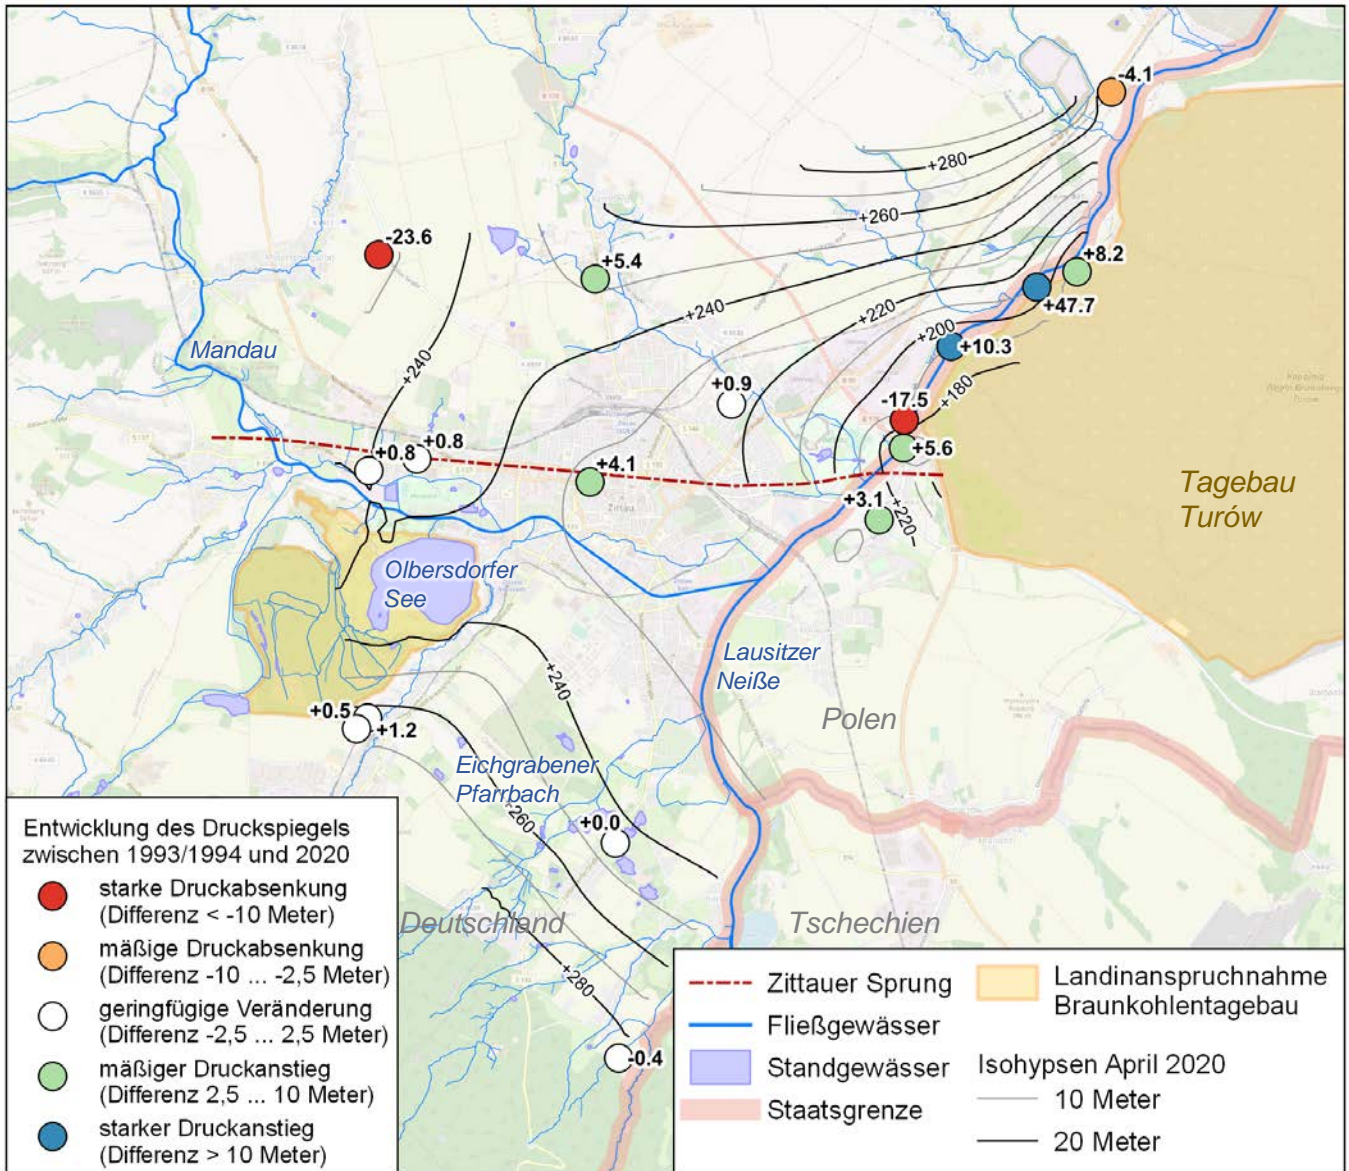 -4.1
+280
+260
-23.6
+5.4
+8.2
+47.7
+240
+220
+200
Mandau
+240
+10.3
+0.9
+180
-17.5
+0.8
+0.8
+5.6
+4.1
Zittau
+3.1
+220
Tagebau
Turów
Olbersdorfer
See
+240
Lausitzer
Neiße
Polen
+0.5
+1.2
Eichgrabener
Pfarrbach
+260
+0.0
Deutschland
Tschechien
+280
-0.4
Entwicklung des Druckspiegels
zwischen 1993/1994 und 2020
starke Druckabsenkung
(Differenz < -10 Meter)
mäßige Druckabsenkung
(Differenz -10 ... -2,5 Meter)
geringfügige Veränderung
(Differenz -2,5 ... 2,5 Meter)
mäßiger Druckanstieg
(Differenz 2,5 ... 10 Meter)
starker Druckanstieg
(Differenz > 10 Meter)
Zittauer Sprung
Fließgewässer
Standgewässer
Staatsgrenze
Landinanspruchnahme
Braunkohlentagebau
Isohypsen April 2020
10 Meter
20 Meter